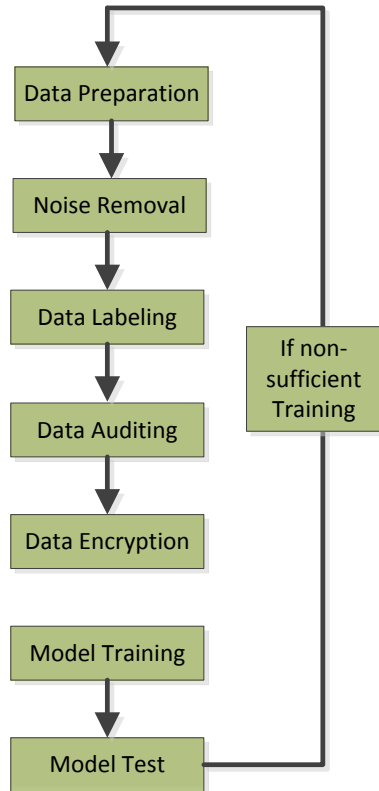 Data Preparation
Noise Removal
Data Labeling
Data Auditing
Data Encryption
If non-
sufficient
Training
Model Training
Model Test